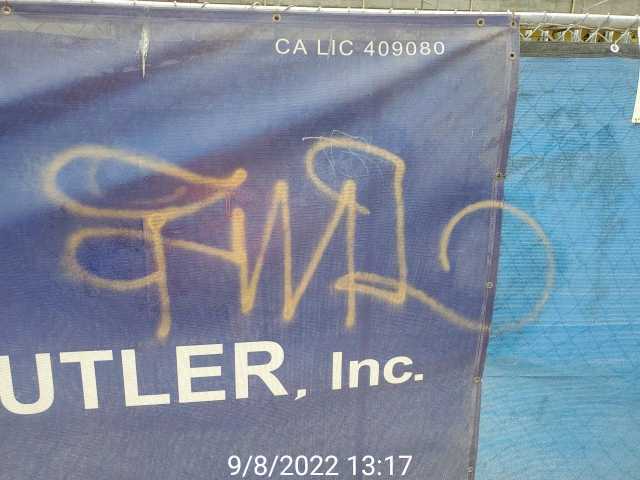 CA LIC 409080
UTLER, Inc.
9/8/2022 13:17